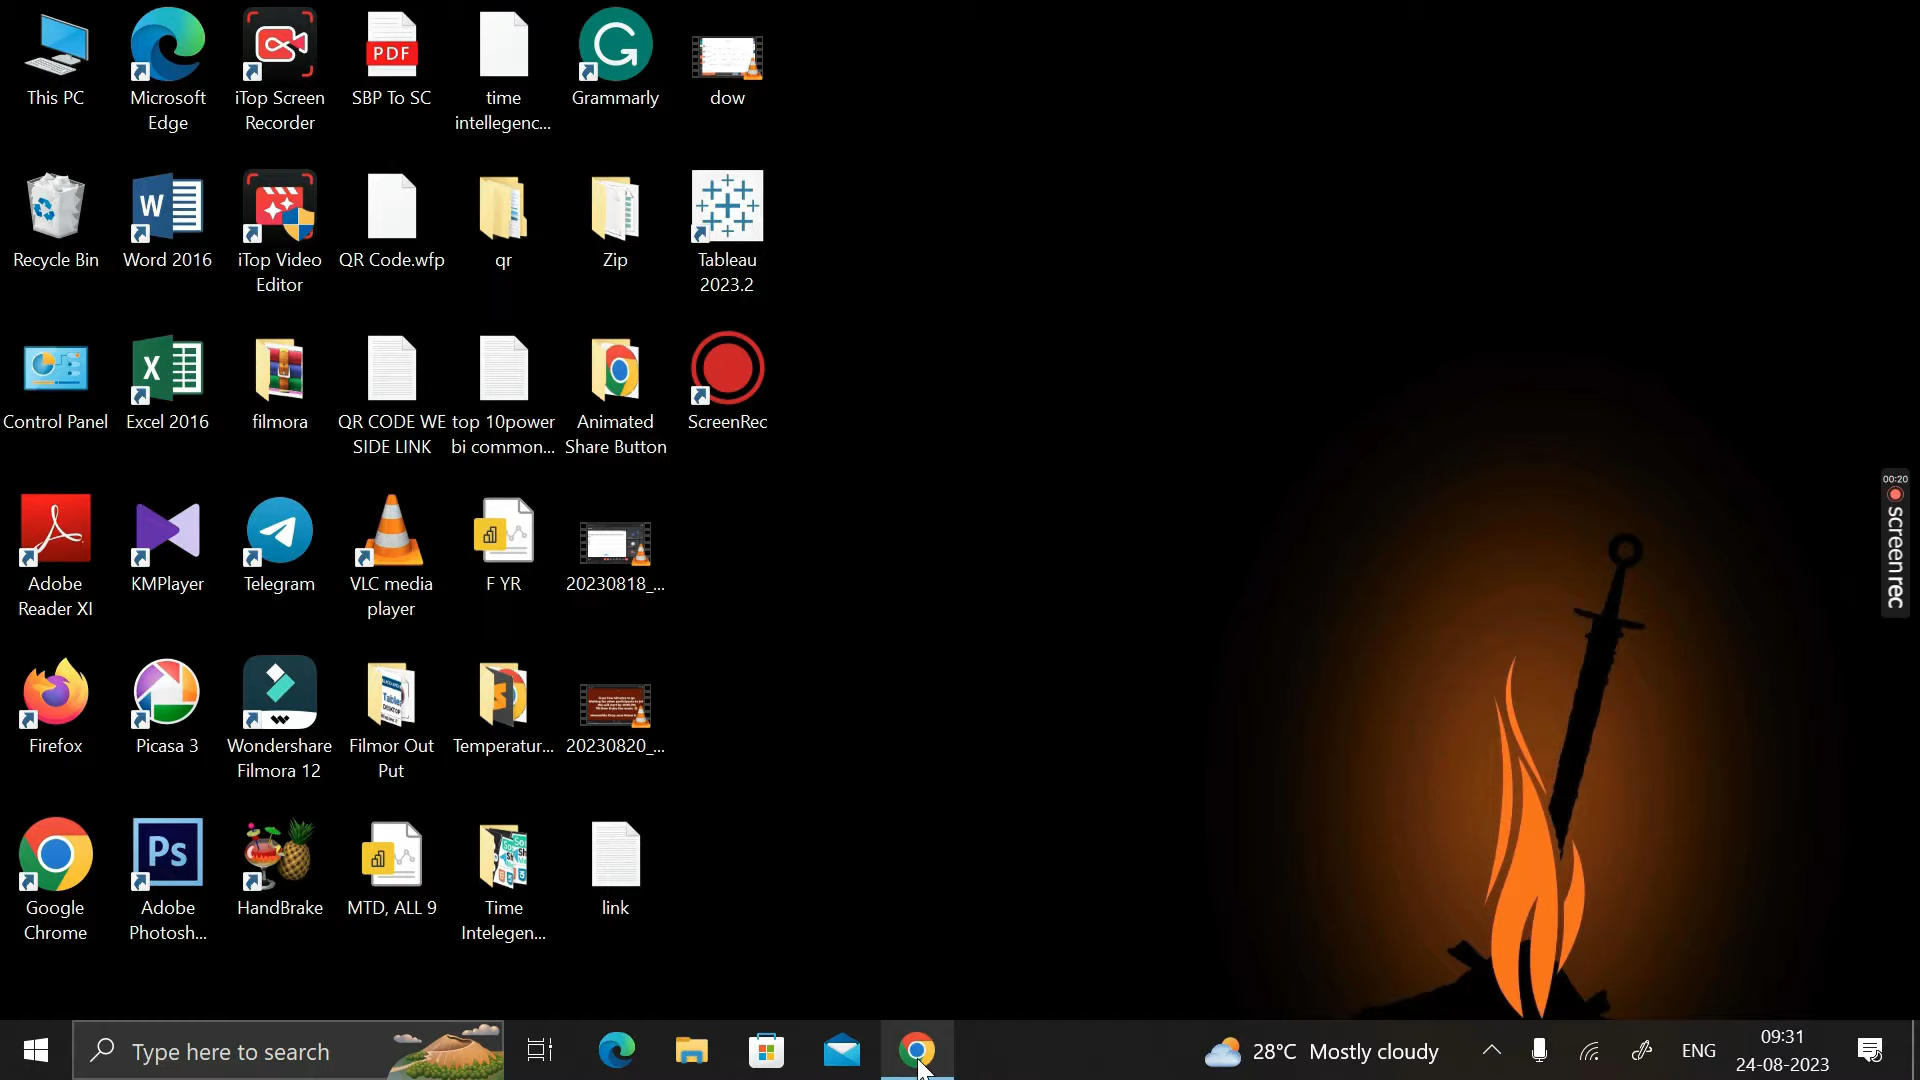 This PC
Microsoft
Edge
iTop Screen
Recorder
PDF
SBP To SC
time
intellegenc...
Grammarly
dow
Recycle Bin
W
Word 2016
iTop Video
Editor
QR Code.wfp
qr
Zip
Tableau
2023.2
Control Panel
X
Excel 2016
filmora
QR CODE WE
SIDE LINK
top 10power
bi common...
Animated
Share Button
ScreenRec
00:20
screenrec
Adobe
Reader XI
KMPlayer
Telegram
VLC media
player
F YR
20230818_...
Firefox
Picasa 3
Wondershare
Filmora 12
Filmor Out
Put
Temperatur...
20230820_...
Google
Chrome
Ps
Adobe
Photosh...
HandBrake
MTD, ALL 9
Time
Intelegen...
link
Type here to search
28°C Mostly cloudy
ENG
09:31
24-08-2023